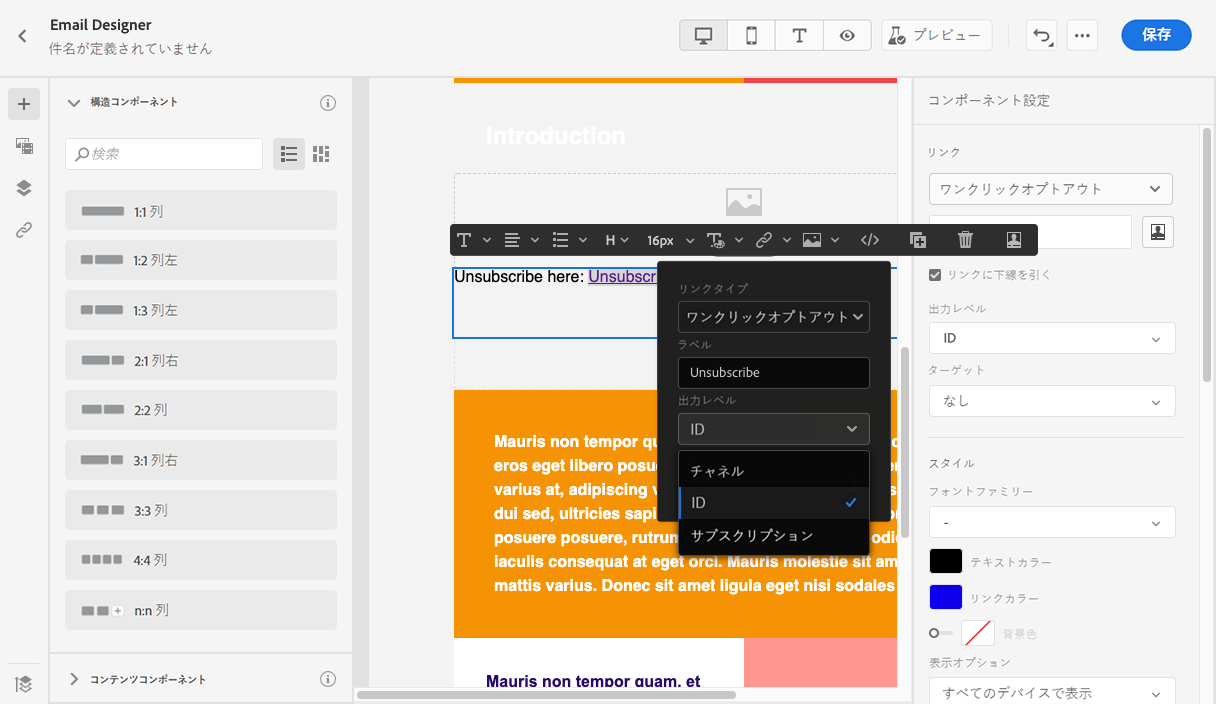 Email Designer
件名が定義されていません
プレビュー
保存
構造コンポーネント
検索
1:1 列
1:2 列左
1:3 列左
2:1 列右
2:2 列
3:1 列右
3:3 列
4:4 列
n:n 列
コンテンツコンポーネント
Introduction
H
16px
Unsubscribe here: Unsubscr
リンクタイプ
ワンクリックオプトアウト
ラベル
Unsubscribe
出力レベル
ID
チャネル
ID
サブスクリプション
Mauris non tempor qu
eros eget libero posue
varius at, adipiscing v
dui sed, ultricies sapi
posuere posuere, rutrum odio
iaculis consequat at eget orci. Mauris molestie sit am
mattis varius. Donec sit amet ligula eget nisi sodales
Mauris non tempor quam, et
コンポーネント設定
リンク
ワンクリックオプトアウト
リンクに下線を引く
出力レベル
ID
ターゲット
なし
スタイル
フォントファミリー
-
テキストカラー
リンクカラー
背景色
表示オプション
すべてのデバイスで表示